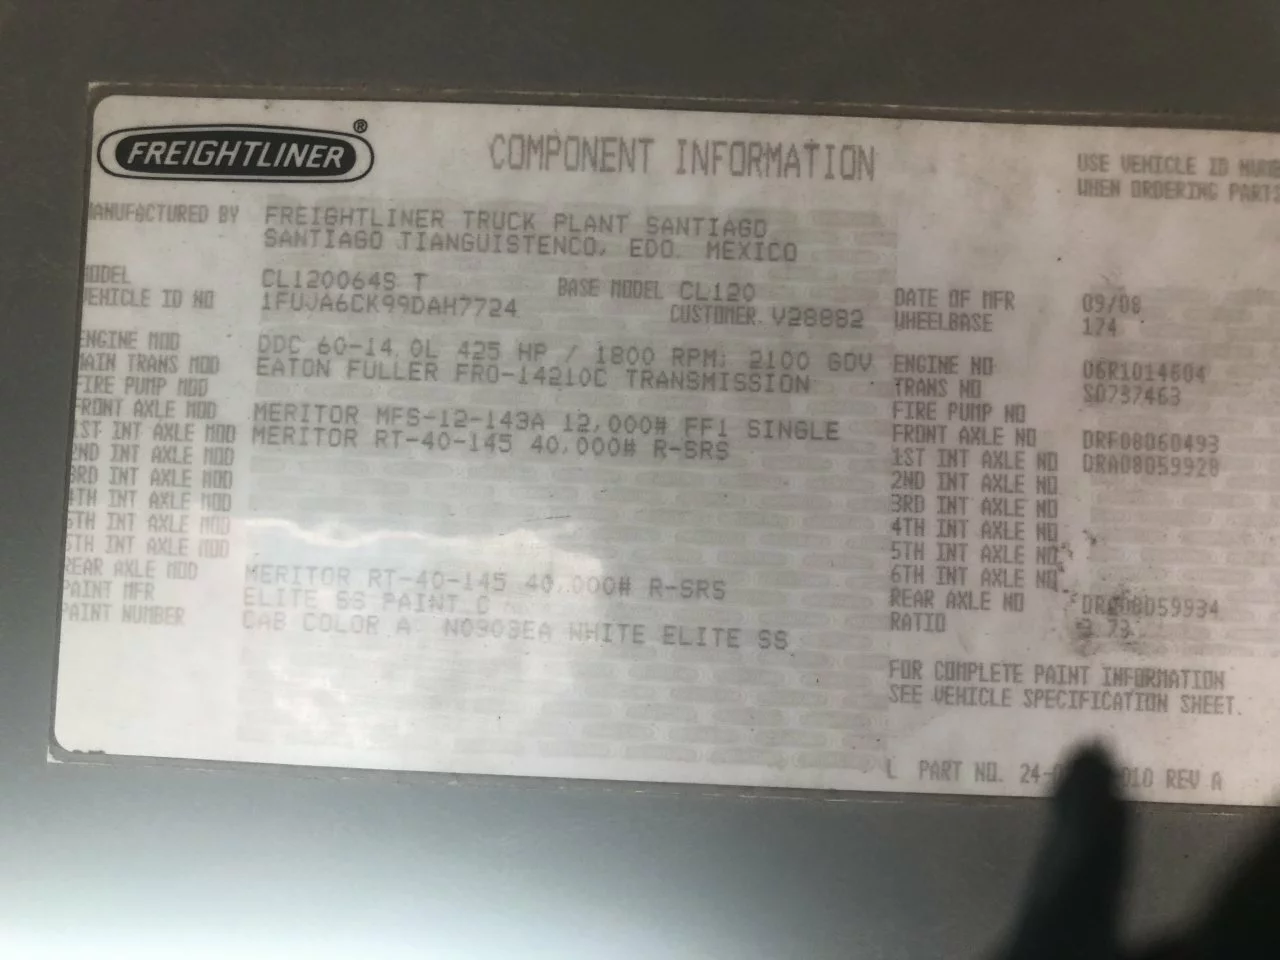 FREIGHTLINER ®
COMPONENT INFORMATION
USE VEHICLE ID NUMB
WHEN ORDERING PARTS
MANUFACTURED BY FREIGHTLINER TRUCK PLANT SANTIAGO
SANTIAGO TIANGUISTENCO, EDO. MEXICO
MODEL CL120064S T BASE MODEL CL120 DATE OF MFR 09/08
VEHICLE ID NO 1FUJA6CK99DAH7724 CUSTOMER. V28882 WHEELBASE 174
ENGINE MOD DDC 60-14.0L 425 HP / 1800 RPM; 2100 GOV ENGINE NO 06R1014604
MAIN TRANS MOD EATON FULLER FRO-14210C TRANSMISSION TRANS NO S0737463
FIRE PUMP MOD FIRE PUMP NO
FRONT AXLE MOD MERITOR MFS-12-143A 12,000# FF1 SINGLE FRONT AXLE NO DRF08060493
1ST INT AXLE MOD MERITOR RT-40-145 40,000# R-SRS 1ST INT AXLE NO DRA08059928
2ND INT AXLE MOD 2ND INT AXLE NO
3RD INT AXLE MOD 3RD INT AXLE NO
4TH INT AXLE MOD 4TH INT AXLE NO
5TH INT AXLE MOD 5TH INT AXLE NO
6TH INT AXLE MOD 6TH INT AXLE NO
REAR AXLE MOD MERITOR RT-40-145 40,000# R-SRS REAR AXLE NO DRA08059934
PAINT MFR ELITE SS PAINT C RATIO
PAINT NUMBER CAB COLOR A N0903EA WHITE ELITE SS
FOR COMPLETE PAINT INFORMATION
SEE VEHICLE SPECIFICATION SHEET.
L PART NO. REV A